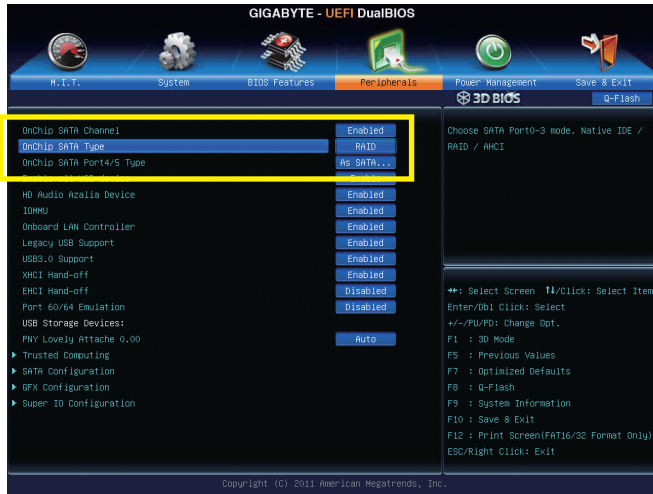 GIGABYTE - UEFI DualBIOS
M.I.T. System BIOS Features Peripherals Power Management Save & Exit
3D BIOS Q-Flash
OnChip SATA Channel Enabled
OnChip SATA Type RAID
OnChip SATA Port4/5 Type As SATA...
HD Audio Azalia Device Enabled
IOMMU Enabled
Onboard LAN Controller Enabled
Legacy USB Support Enabled
USB3.0 Support Enabled
XHCI Hand-off Enabled
EHCI Hand-off Disabled
Port 60/64 Emulation Disabled
USB Storage Devices:
PNY Lovely Attache 0.00 Auto
Trusted Computing
SATA Configuration
GFX Configuration
Super IO Configuration
Choose SATA Port0-3 mode. Native IDE /
RAID / AHCI
→←: Select Screen ↑↓/Click: Select Item
Enter/Dbl Click: Select
+/-/PU/PD: Change Opt.
F1 : 3D Mode
F5 : Previous Values
F7 : Optimized Defaults
F8 : Q-Flash
F9 : System Information
F10 : Save & Exit
F12 : Print Screen(FAT16/32 Format Only)
ESC/Right Click: Exit
Copyright (C) 2011 American Megatrends, Inc.